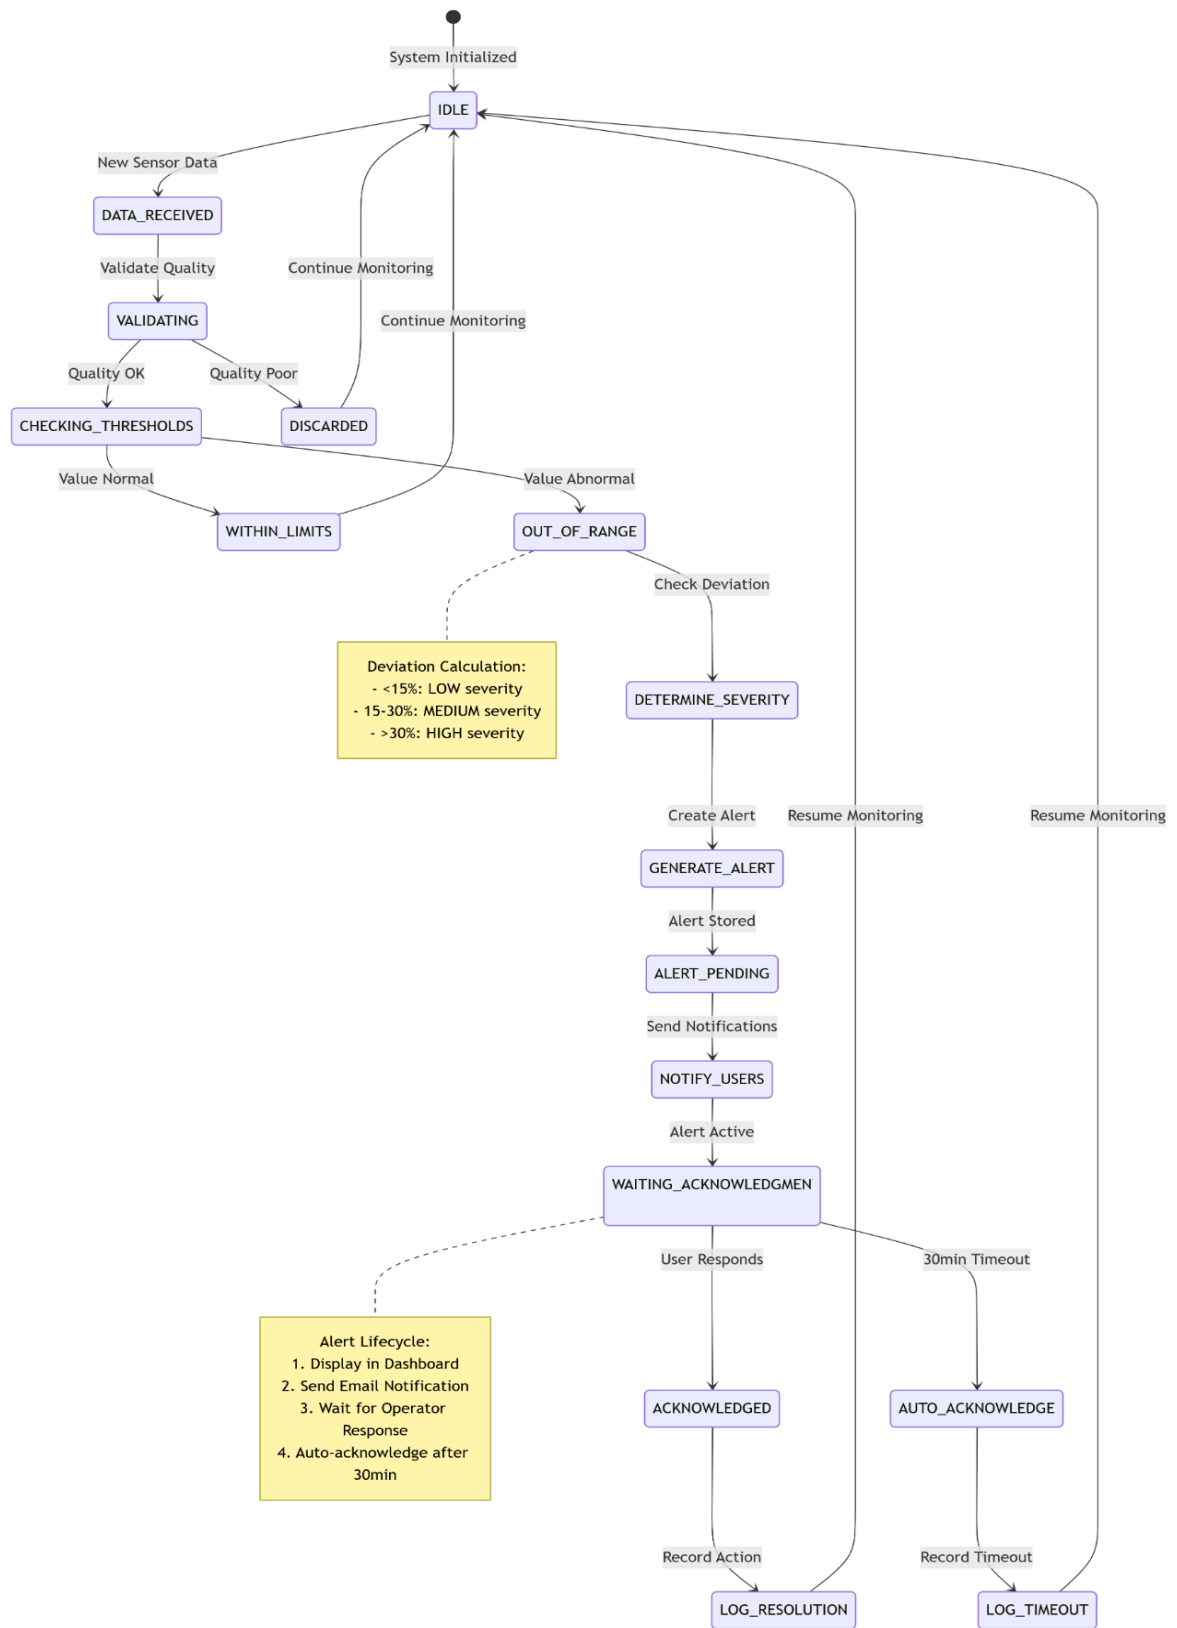 System Initialized
IDLE
New Sensor Data
DATA_RECEIVED
Validate Quality
Continue Monitoring
VALIDATING
Continue Monitoring
Quality OK
Quality Poor
CHECKING_THRESHOLDS
DISCARDED
Value Normal
Value Abnormal
WITHIN_LIMITS
OUT_OF_RANGE
Check Deviation
Deviation Calculation:
- <15%: LOW severity
- 15-30%: MEDIUM severity
- >30%: HIGH severity
DETERMINE_SEVERITY
Create Alert
Resume Monitoring
Resume Monitoring
GENERATE_ALERT
Alert Stored
ALERT_PENDING
Send Notifications
NOTIFY_USERS
Alert Active
WAITING_ACKNOWLEDGMEN
User Responds
30min Timeout
Alert Lifecycle:
1. Display in Dashboard
2. Send Email Notification
3. Wait for Operator
Response
4. Auto-acknowledge after
30min
ACKNOWLEDGED
AUTO_ACKNOWLEDGE
Record Action
Record Timeout
LOG_RESOLUTION
LOG_TIMEOUT